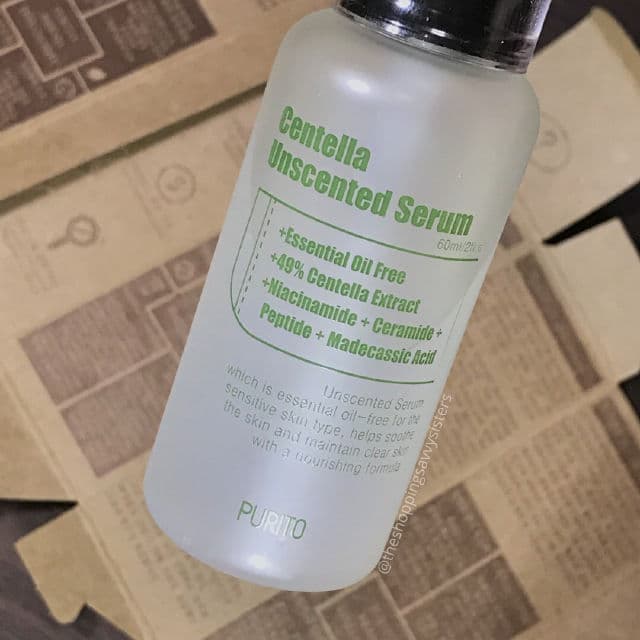 Centella
Unscented Serum
60ml/2fl.
+Essential Oil Free
+49% Centella Extract
+Niacinamide + Ceramide +
Peptide + Madecassic Acid
Unscented Serum
which is essential oil-free for the
sensitive skin type, helps soothe
the skin and maintain clear skin
with a nourishing formula
PURITO
@theshoppingsavvysisters